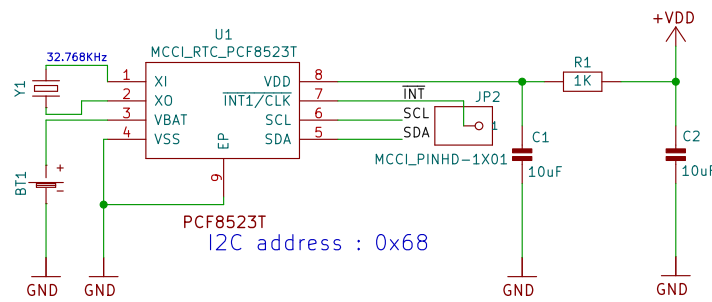 +VDD
U1
MCCI_RTC_PCF8523T
32.768KHz
Y1
1 XI
2 XO
3 VBAT
4 VSS
EP
9
VDD 8
INT1/CLK 7
SCL 6
SDA 5
INT
SCL
SDA
JP2
1
MCCI_PINHD-1X01
R1
1K
C1
10uF
C2
10uF
BT1
+
-
PCF8523T
I2C address : 0x68
GND
GND
GND
GND